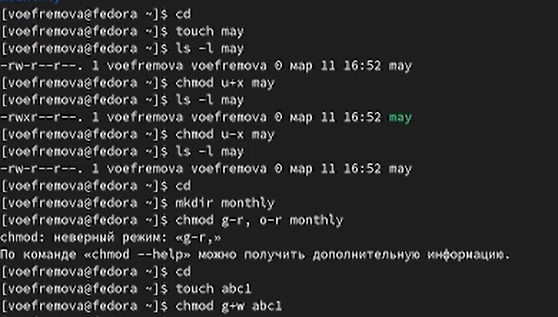 [voefremova@fedora ~]$ cd
[voefremova@fedora ~]$ touch may
[voefremova@fedora ~]$ ls -l may
-rw-r--r--. 1 voefremova voefremova 0 мар 11 16:52 may
[voefremova@fedora ~]$ chmod u+x may
[voefremova@fedora ~]$ ls -l may
-rwxr--r--. 1 voefremova voefremova 0 мар 11 16:52 may
[voefremova@fedora ~]$ chmod u-x may
[voefremova@fedora ~]$ ls -l may
-rw-r--r--. 1 voefremova voefremova 0 мар 11 16:52 may
[voefremova@fedora ~]$ cd
[voefremova@fedora ~]$ mkdir monthly
[voefremova@fedora ~]$ chmod g-r, o-r monthly
chmod: неверный режим: «g-r,»
По команде «chmod --help» можно получить дополнительную информацию.
[voefremova@fedora ~]$ cd
[voefremova@fedora ~]$ touch abc1
[voefremova@fedora ~]$ chmod g+w abc1